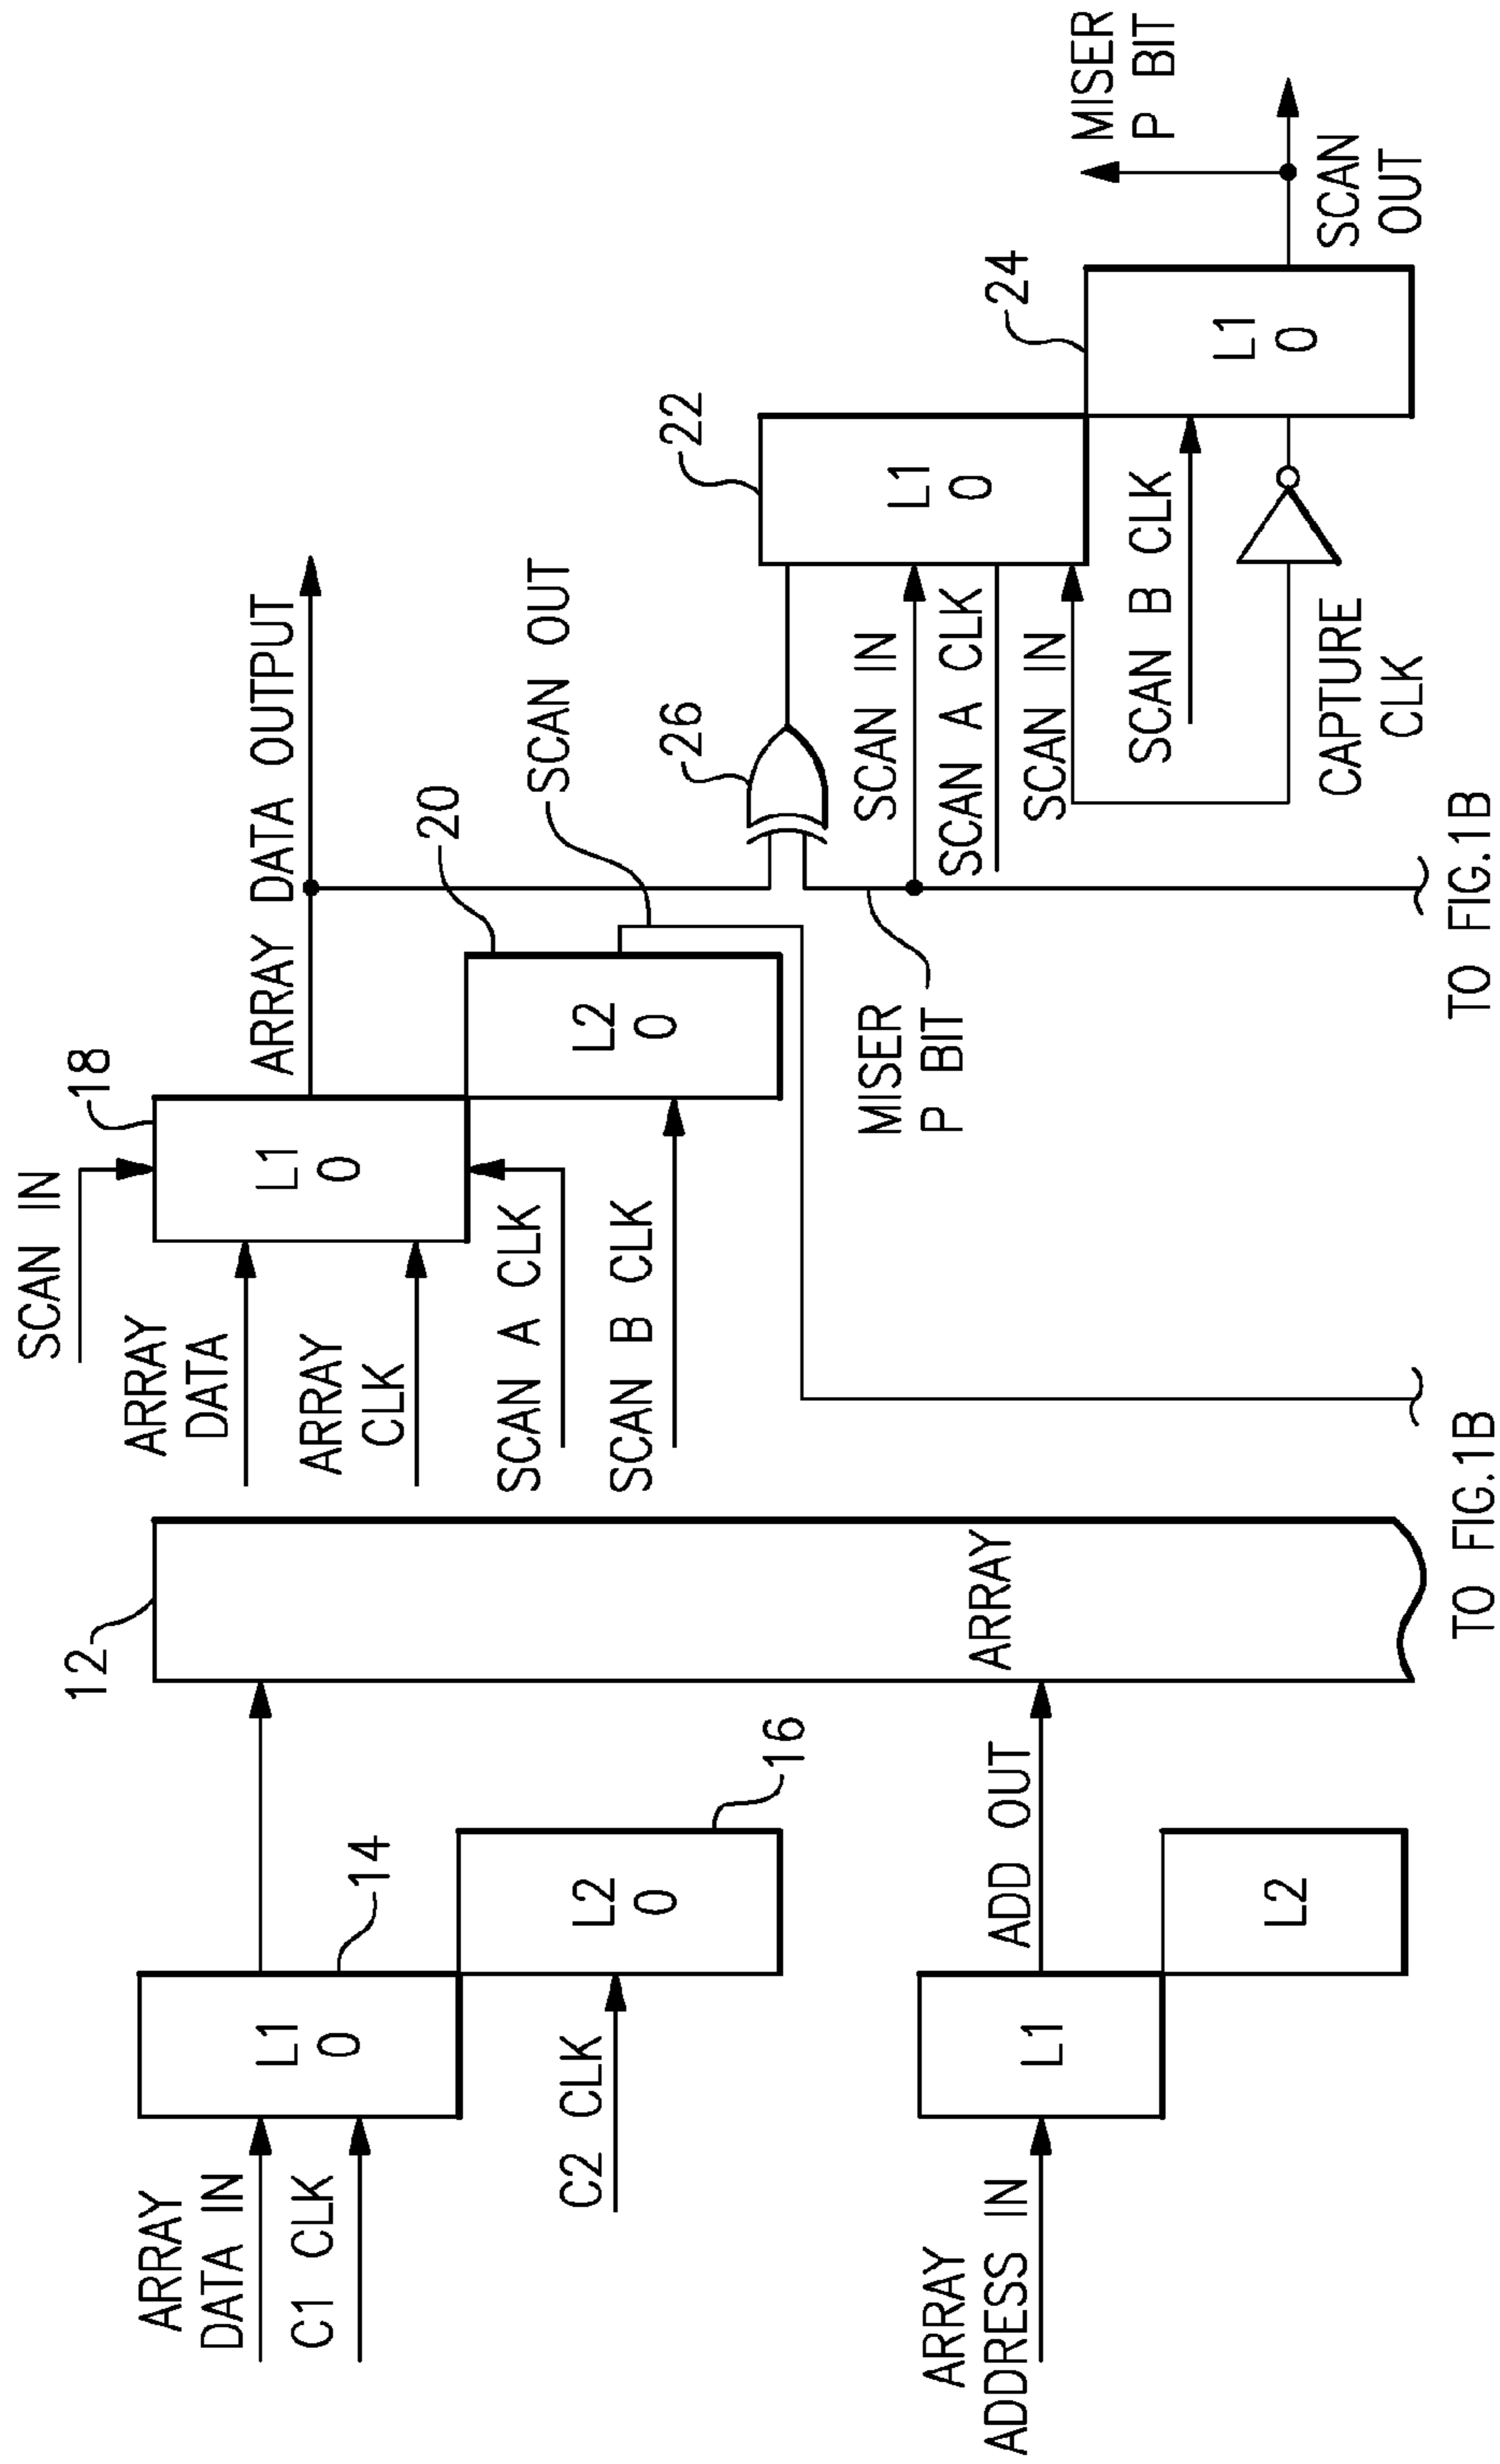 ARRAY
DATA IN
C1 CLK
L1
0
14
C2 CLK
L2
0
16
ARRAY
ADDRESS IN
L1
L2
ADD OUT
12
ARRAY
TO FIG.1B
SCAN IN
ARRAY
DATA
ARRAY
CLK
SCAN A CLK
SCAN B CLK
18
L1
0
20
L2
0
ARRAY DATA OUTPUT
SCAN OUT
MISER
P BIT
26
TO FIG.1B
SCAN IN
SCAN A CLK
SCAN IN
SCAN B CLK
CAPTURE
CLK
22
L1
0
24
L1
0
MISER
P BIT
SCAN
OUT